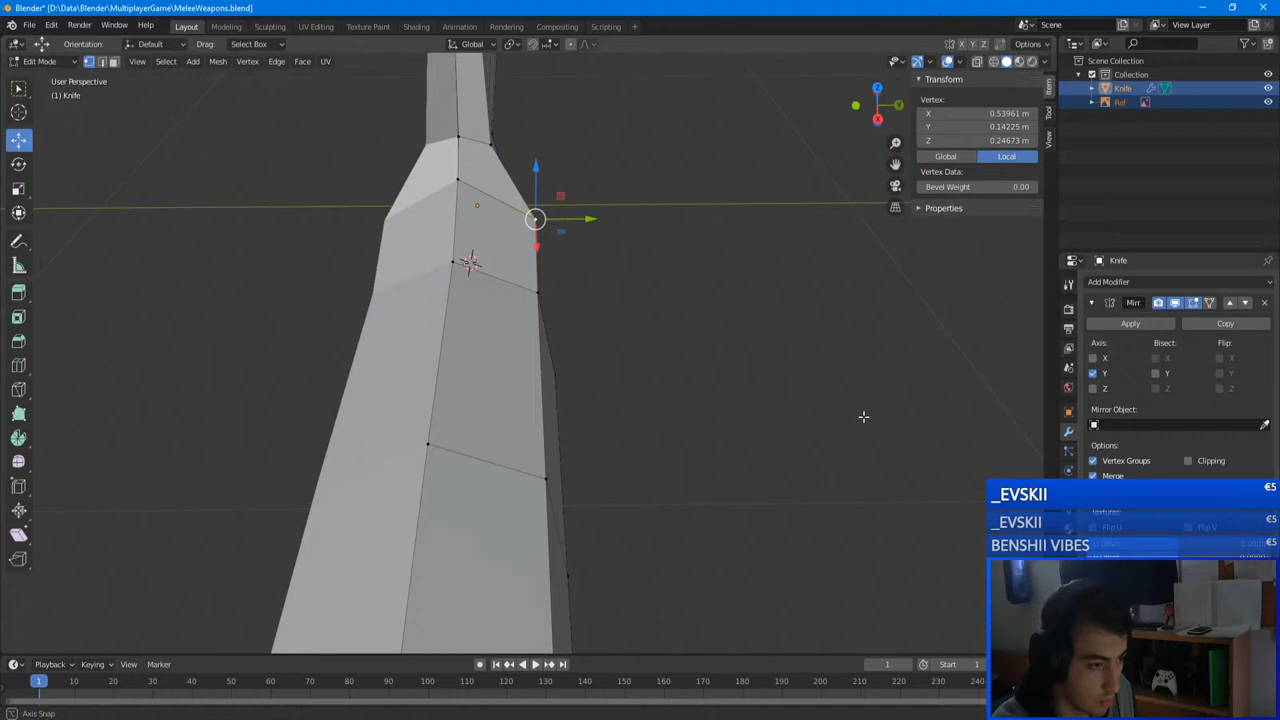 Blender* [D:\Data\Blender\MultiplayerGame\MeleeWeapons.blend]
File Edit Render Window Help Layout Modeling Sculpting UV Editing Texture Paint Shading Animation Rendering Compositing Scripting + Scene View Layer
Orientation: Default Drag: Select Box Global X Y Z Options
Edit Mode View Select Add Mesh Vertex Edge Face UV
User Perspective
(1) Knife
Transform
Vertex:
X 0.53961 m
Y 0.14225 m
Z 0.24673 m
Global Local
Vertex Data:
Bevel Weight 0.00
Properties
Item
Tool
View
Z
Y
X
Scene Collection
Collection
Knife
Ref
Knife
Add Modifier
Mirr
Apply Copy
Axis: Bisect: Flip:
X X X
Y Y Y
Z Z Z
Mirror Object:
Options:
Vertex Groups Clipping
Merge
_EVSKII €5
_EVSKII €5
BENSHII VIBES €5
Playback Keying View Marker 1 Start
1 10 20 30 40 50 60 70 80 90 100 110 120 130 140 150 160 170 180 190 200 210 220 230 240
Axis Snap